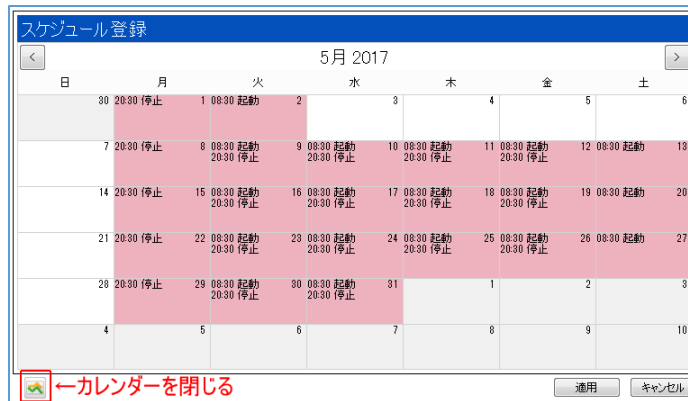 スケジュール登録
< 5月 2017 >
日 月 火 水 木 金 土
30 20:30 停止 1 08:30 起動 2 3 4 5 6
7 20:30 停止 8 08:30 起動 9 08:30 起動 10 08:30 起動 11 08:30 起動 12 08:30 起動 13
20:30 停止 20:30 停止 20:30 停止 20:30 停止
14 20:30 停止 15 08:30 起動 16 08:30 起動 17 08:30 起動 18 08:30 起動 19 08:30 起動 20
20:30 停止 20:30 停止 20:30 停止 20:30 停止
21 20:30 停止 22 08:30 起動 23 08:30 起動 24 08:30 起動 25 08:30 起動 26 08:30 起動 27
20:30 停止 20:30 停止 20:30 停止 20:30 停止
28 20:30 停止 29 08:30 起動 30 08:30 起動 31 1 2 3
20:30 停止 20:30 停止
4 5 6 7 8 9 10
←カレンダーを閉じる 適用 キャンセル